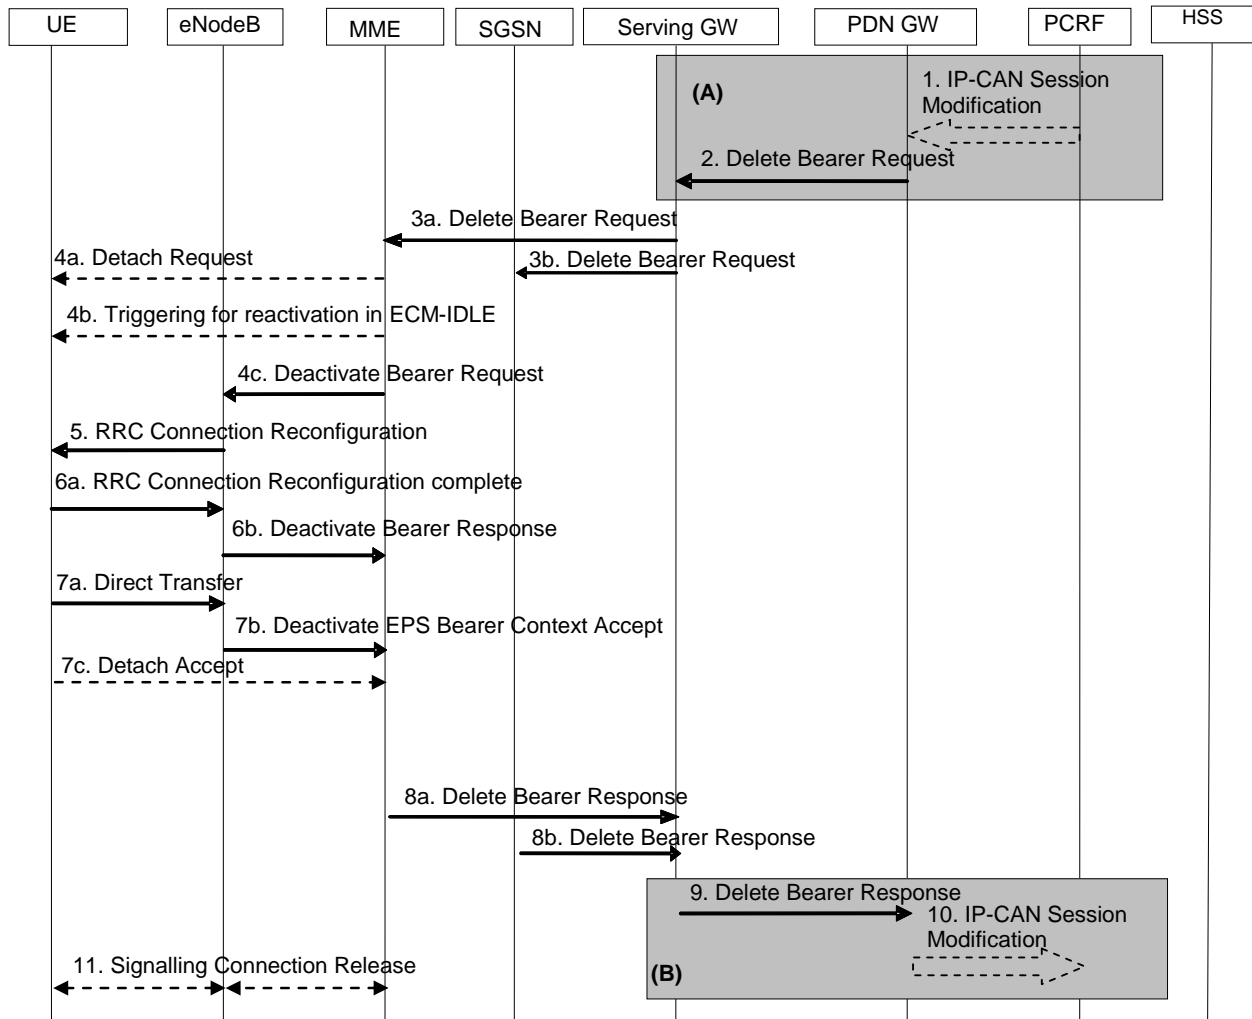 UE
eNodeB
MME
SGSN
Serving GW
PDN GW
PCRF
HSS
(A)
1. IP-CAN Session
Modification
2. Delete Bearer Request
3a. Delete Bearer Request
4a. Detach Request
3b. Delete Bearer Request
4b. Triggering for reactivation in ECM-IDLE
4c. Deactivate Bearer Request
5. RRC Connection Reconfiguration
6a. RRC Connection Reconfiguration complete
6b. Deactivate Bearer Response
7a. Direct Transfer
7b. Deactivate EPS Bearer Context Accept
7c. Detach Accept
8a. Delete Bearer Response
8b. Delete Bearer Response
9. Delete Bearer Response
10. IP-CAN Session
Modification
11. Signalling Connection Release
(B)